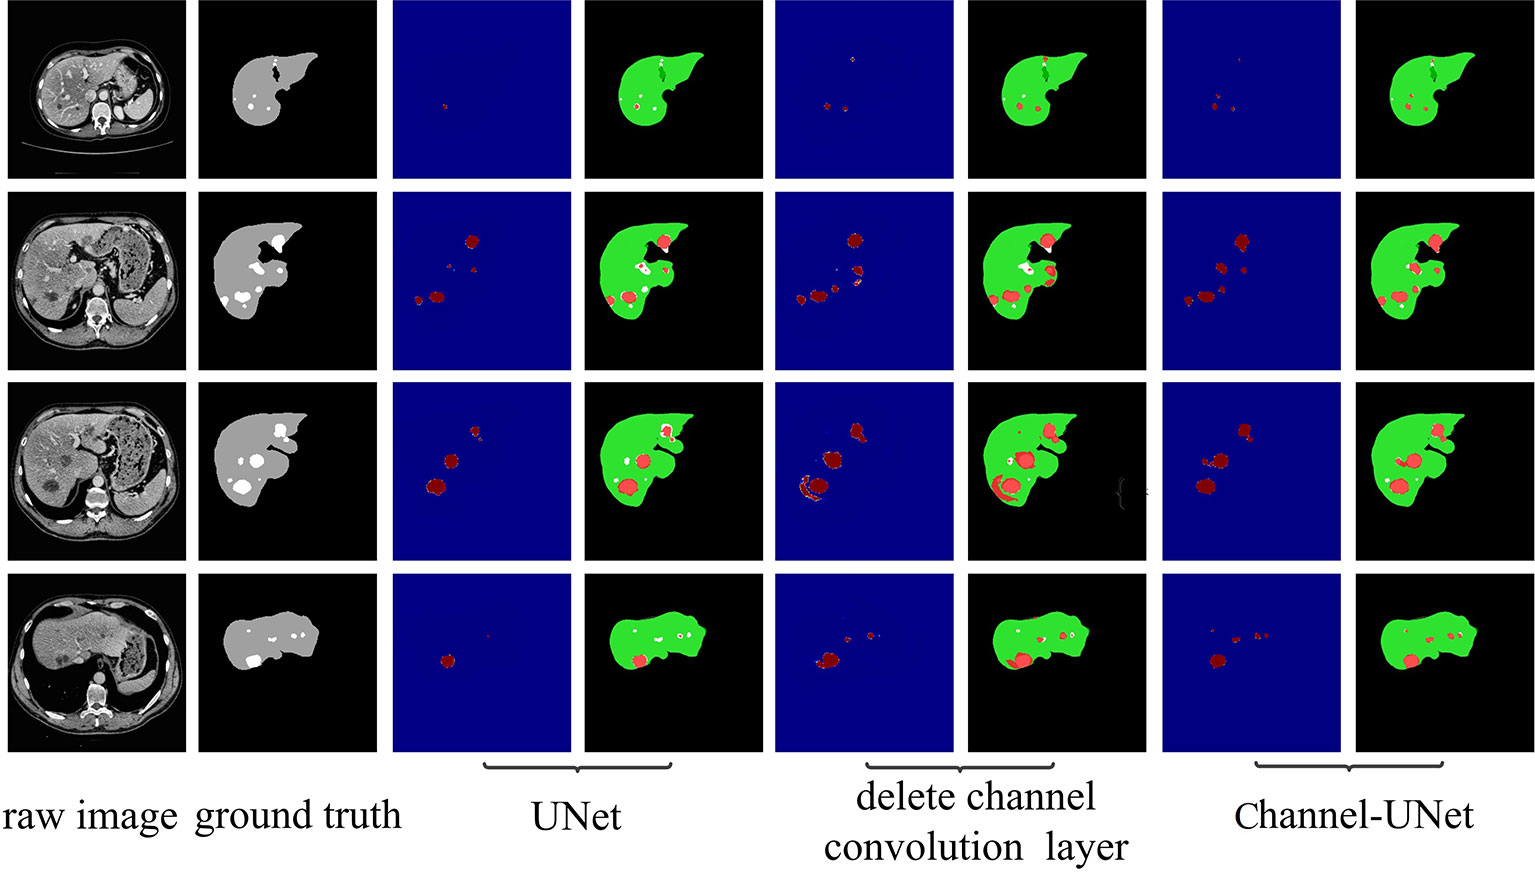 raw image
ground truth
UNet
delete channel
convolution layer
Channel-UNet